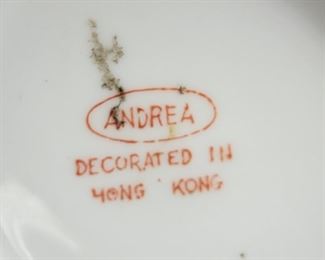 ANDREA
DECORATED IN
HONG KONG